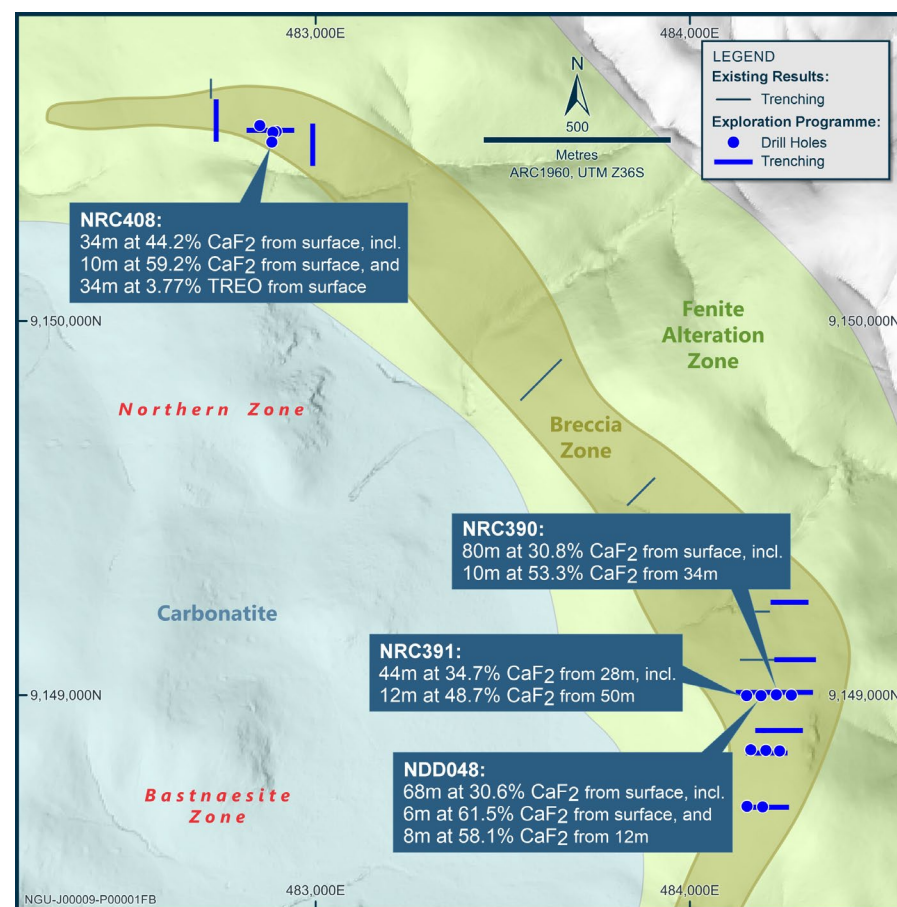 483,000E
484,000E
LEGEND
Existing Results:
Trenching
Exploration Programme:
Drill Holes
Trenching
N
500
Metres
ARC1960, UTM Z36S
NRC408:
34m at 44.2% CaF2 from surface, incl.
10m at 59.2% CaF2 from surface, and
34m at 3.77% TREO from surface
9,150,000N
9,150,000N
Fenite
Alteration
Zone
Northern Zone
Breccia
Zone
NRC390:
80m at 30.8% CaF2 from surface, incl.
10m at 53.3% CaF2 from 34m
Carbonatite
NRC391:
44m at 34.7% CaF2 from 28m, incl.
12m at 48.7% CaF2 from 50m
9,149,000N
9,149,000N
NDD048:
68m at 30.6% CaF2 from surface, incl.
6m at 61.5% CaF2 from surface, and
8m at 58.1% CaF2 from 12m
Bastnaesite
Zone
483,000E
484,000E
NGU-J00009-P00001FB